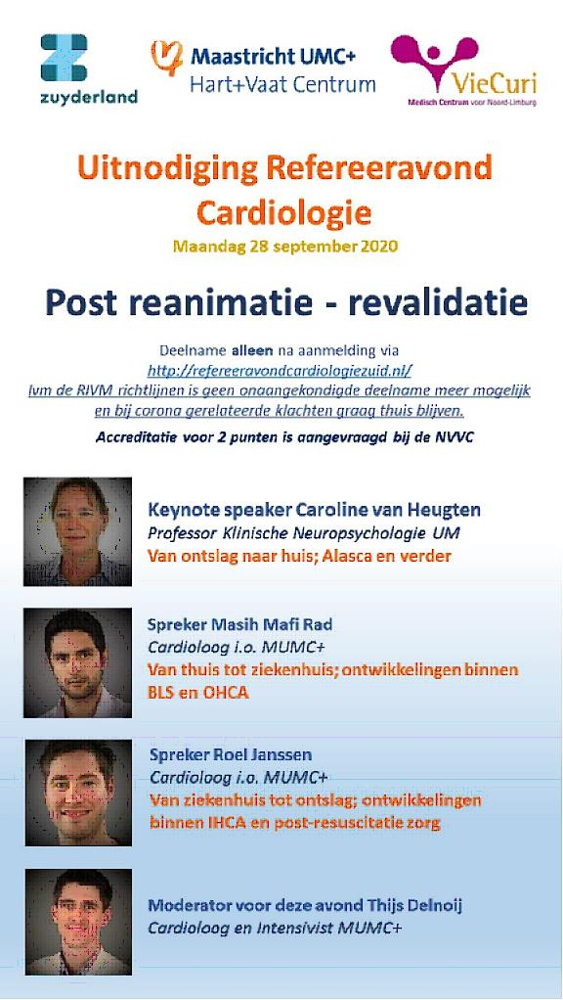 zuyderland
Maastricht UMC+
Hart+Vaat Centrum
VieCuri
Medisch Centrum voor Noord-Limburg
Uitnodiging Refereeravond
Cardiologie
Maandag 28 september 2020
Post reanimatie - revalidatie
Deelname alleen na aanmelding via
http://refereeravondcardiologiezuid.nl/
Ivm de RIVM richtlijnen is geen onaangekondigde deelname meer mogelijk
en bij corona gerelateerde klachten graag thuis blijven.
Accreditatie voor 2 punten is aangevraagd bij de NVVC
Keynote speaker Caroline van Heugten
Professor Klinische Neuropsychologie UM
Van ontslag naar huis; Alasca en verder
Spreker Masih Mafi Rad
Cardioloog i.o. MUMC+
Van thuis tot ziekenhuis; ontwikkelingen binnen
BLS en OHCA
Spreker Roel Janssen
Cardioloog i.o. MUMC+
Van ziekenhuis tot ontslag; ontwikkelingen
binnen IHCA en post-resuscitatie zorg
Moderator voor deze avond Thijs Delnoij
Cardioloog en Intensivist MUMC+